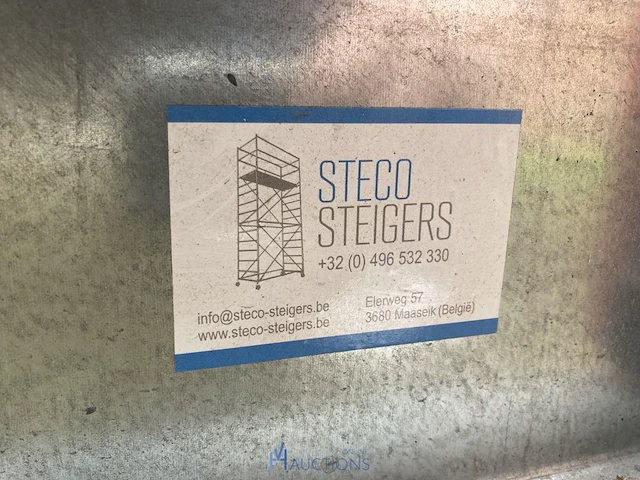 STECO
STEIGERS
+32 (0) 496 532 330
info@steco-steigers.be
www.steco-steigers.be
Elerweg 57
3680 Maaseik (België)
AUCTIONS